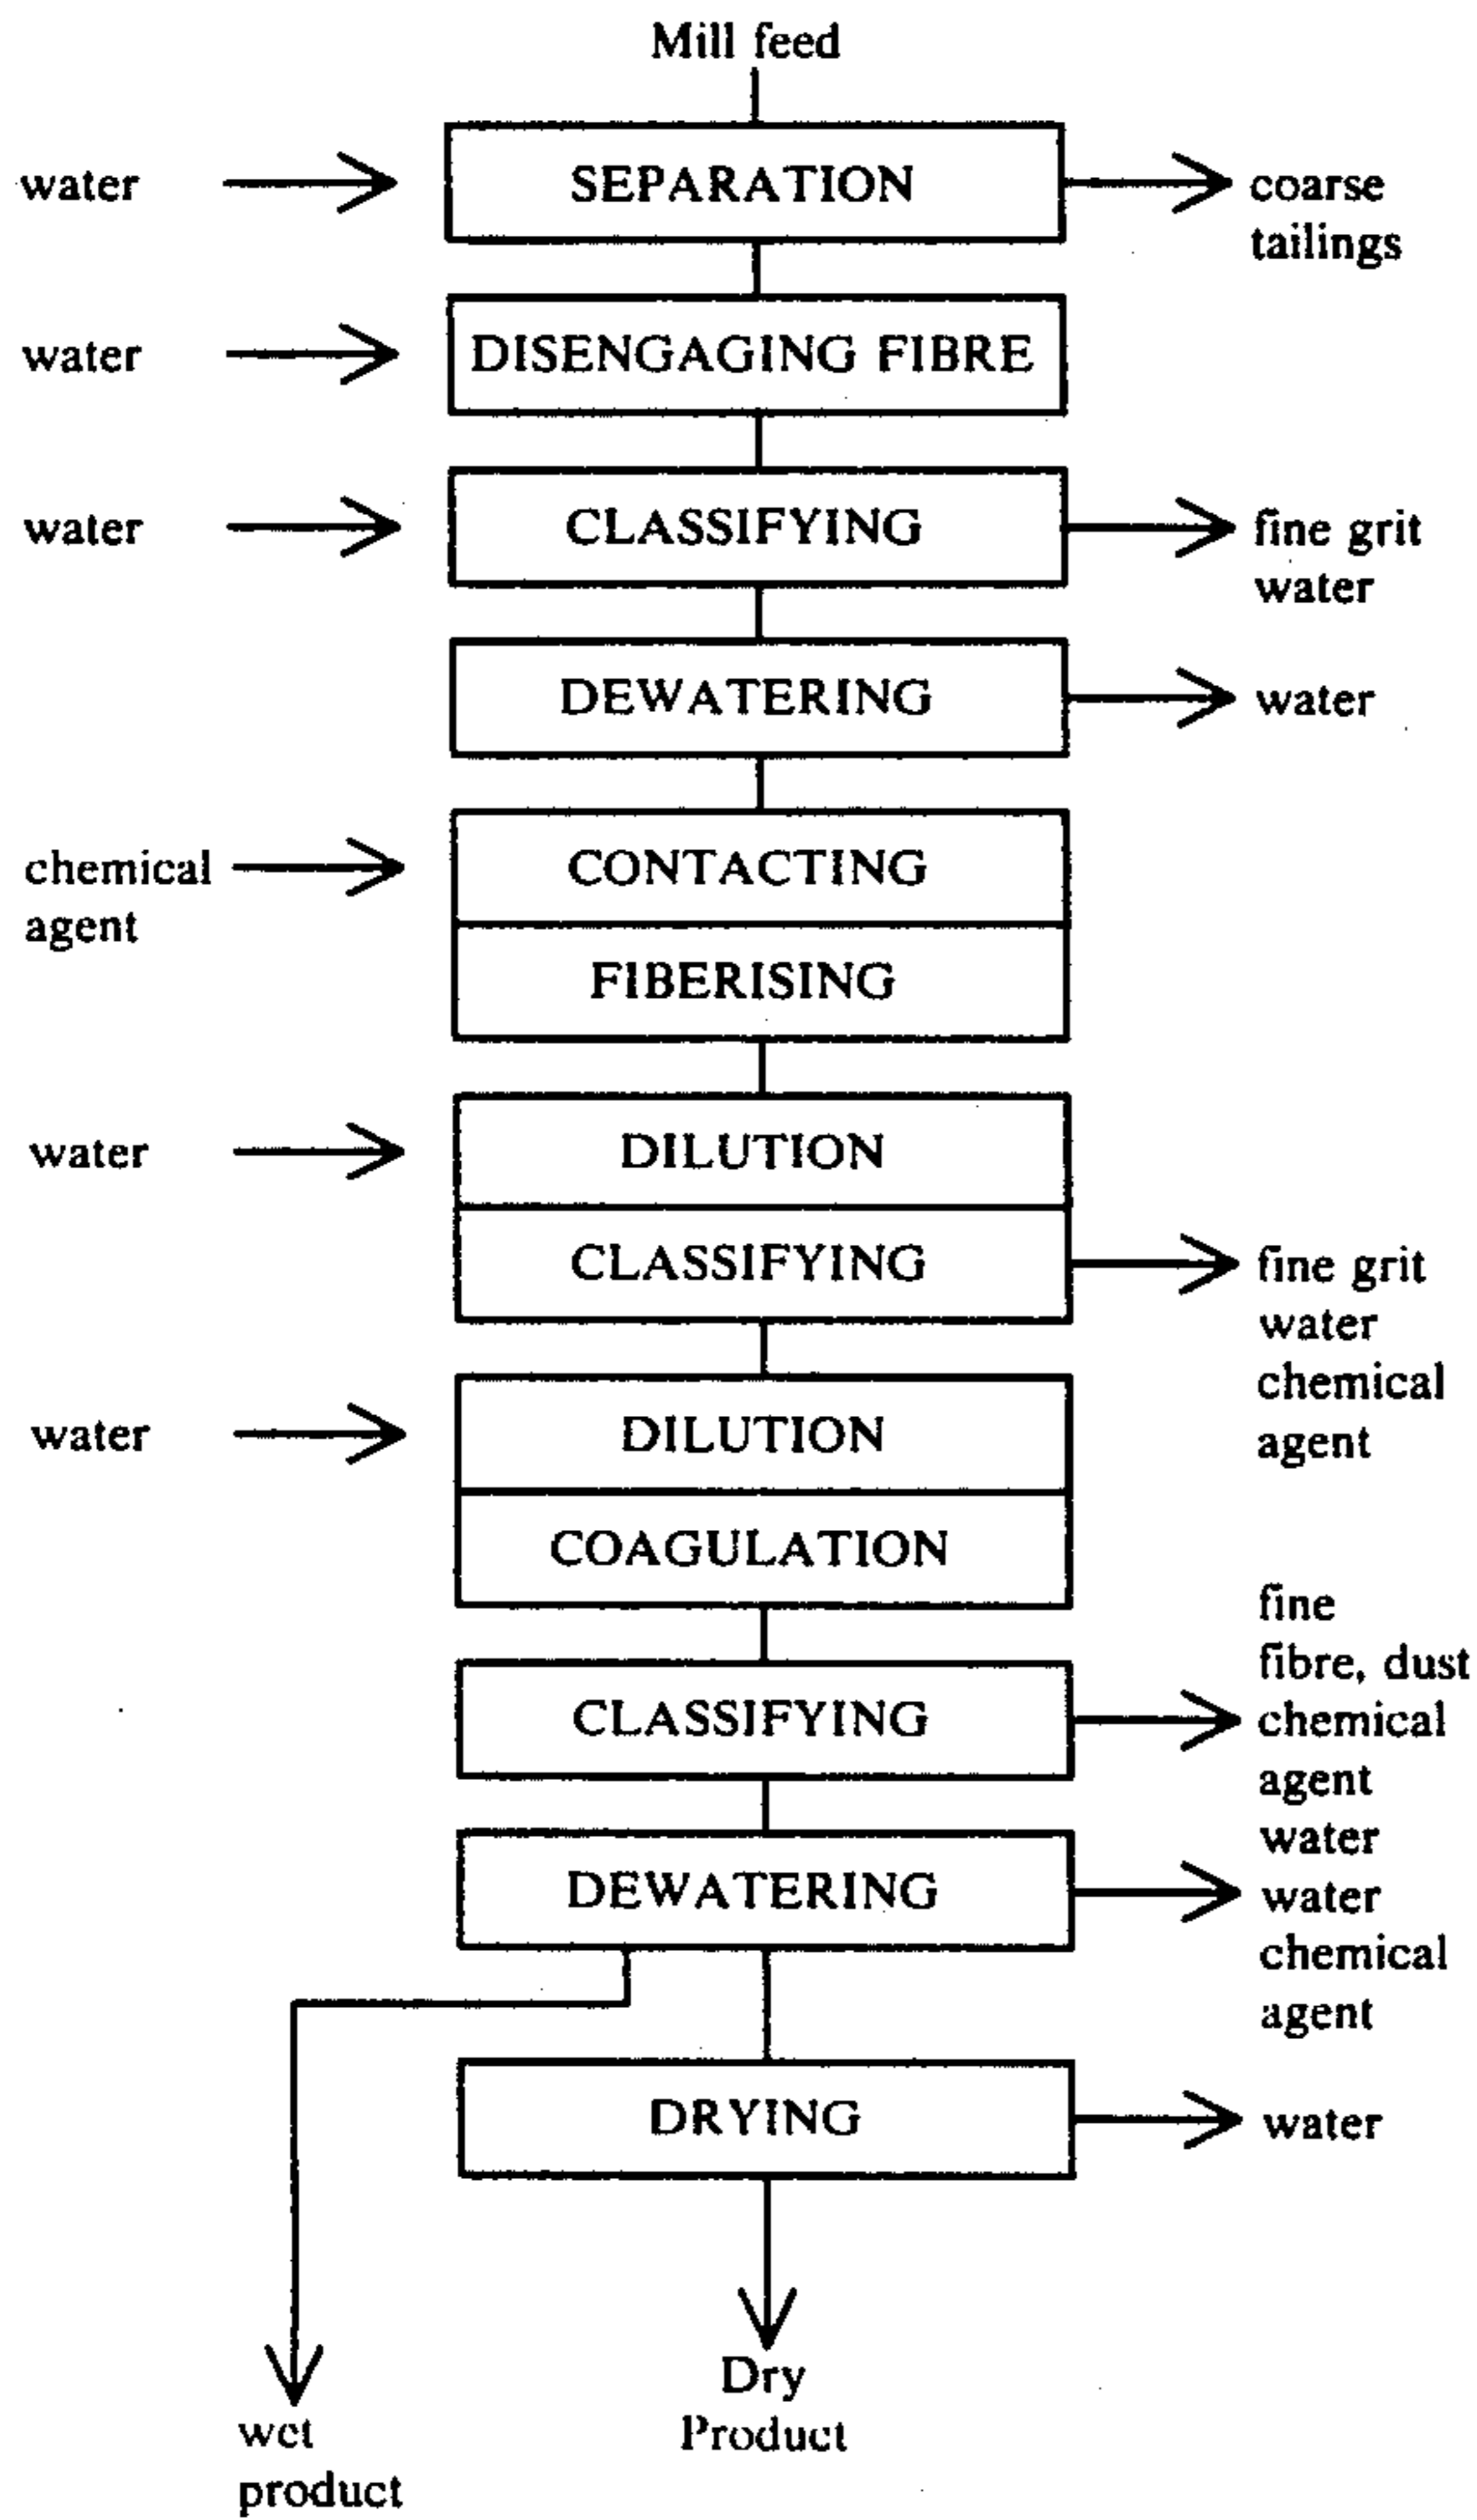 Mill feed
water
SEPARATION
coarse
tailings
water
DISENGAGING FIBRE
water
CLASSIFYING
fine grit
water
DEWATERING
water
chemical
agent
CONTACTING
FIBERISING
water
DILUTION
CLASSIFYING
fine grit
water
chemical
agent
water
DILUTION
COAGULATION
fine
fibre, dust
chemical
agent
water
CLASSIFYING
DEWATERING
water
chemical
agent
DRYING
water
Dry
Product
wet
product